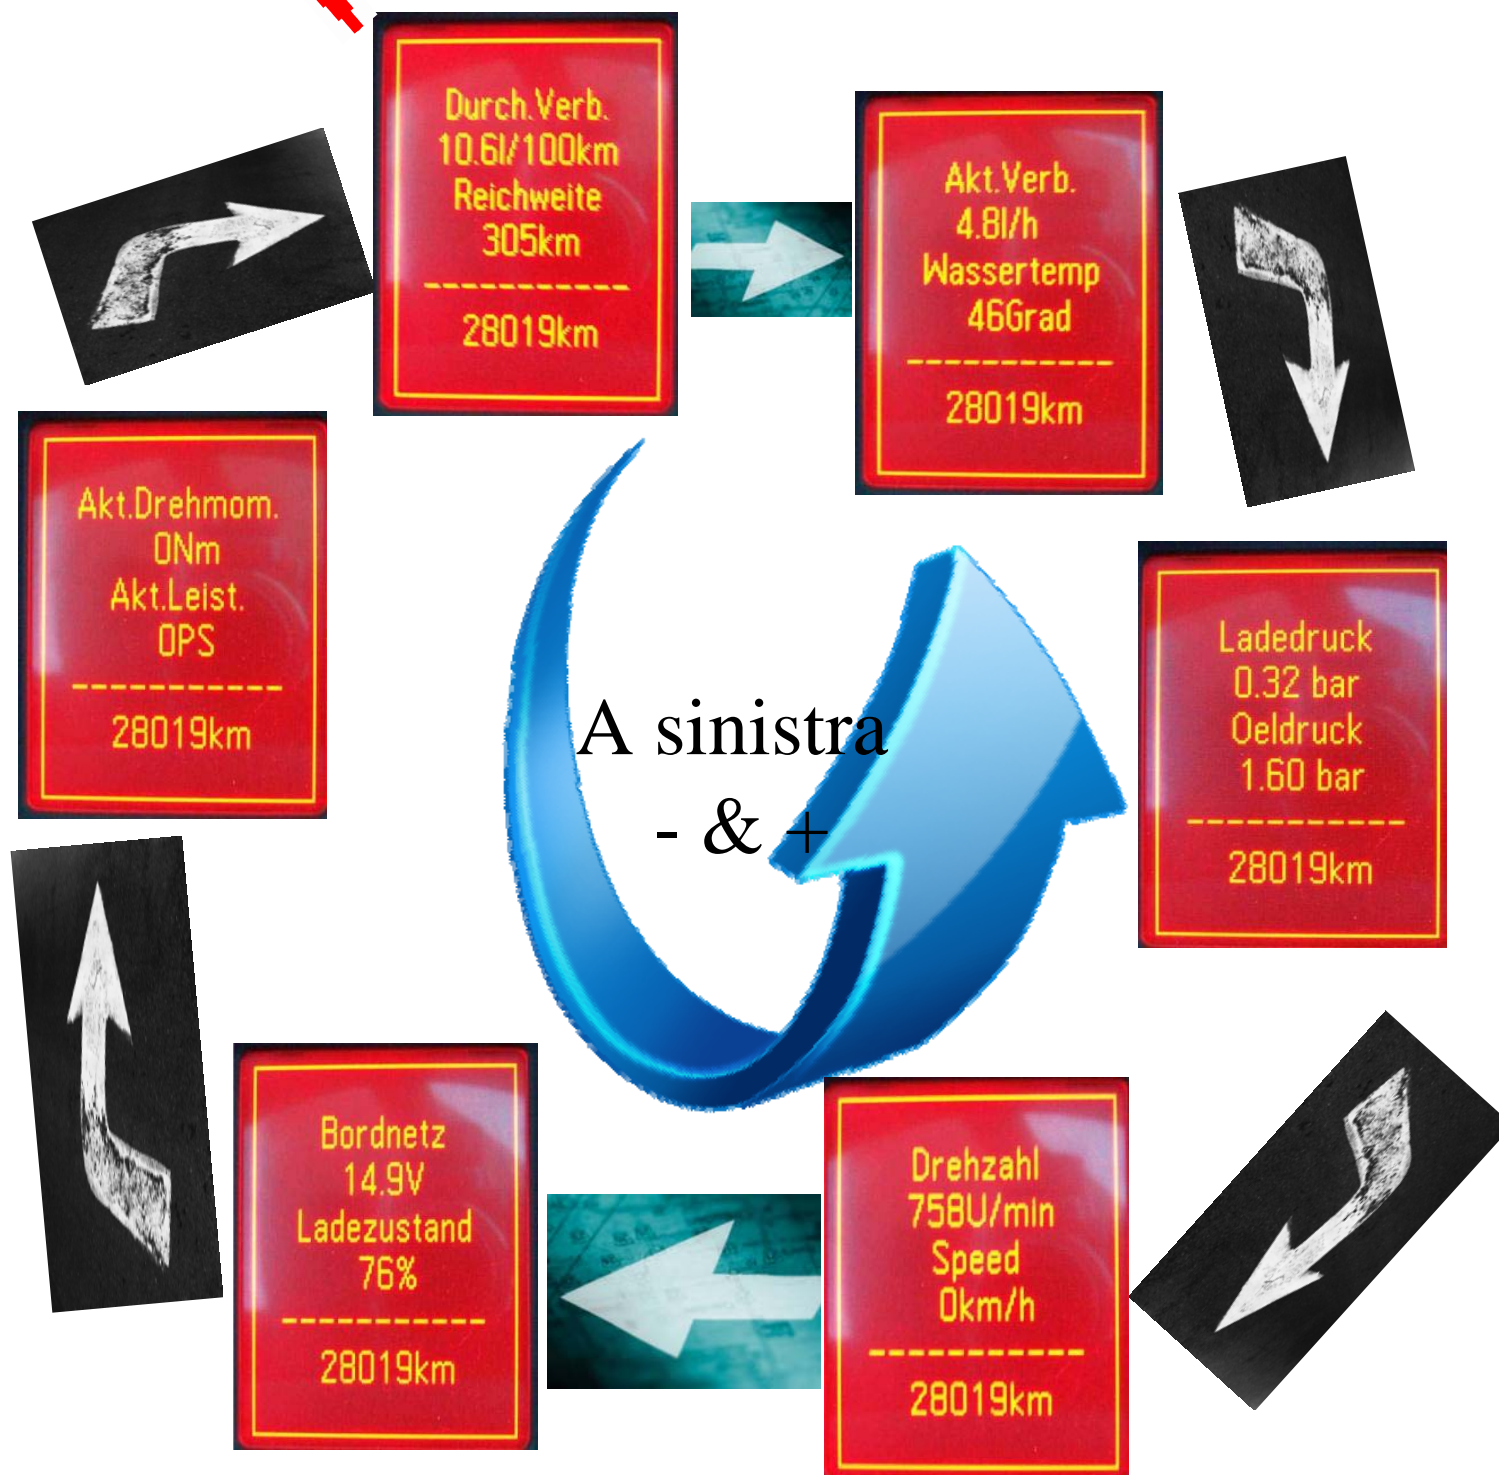 Durch.Verb.
10.6l/100km
Reichweite
305km
28019km
Akt.Verb.
4.8l/h
Wassertemp
46Grad
28019km
Ladedruck
0.32 bar
Oeldruck
1.60 bar
28019km
Drehzahl
758U/min
Speed
0km/h
28019km
Bordnetz
14.9V
Ladezustand
76%
28019km
Akt.Drehmom.
0Nm
Akt.Leist.
0PS
28019km
A sinistra
- & +